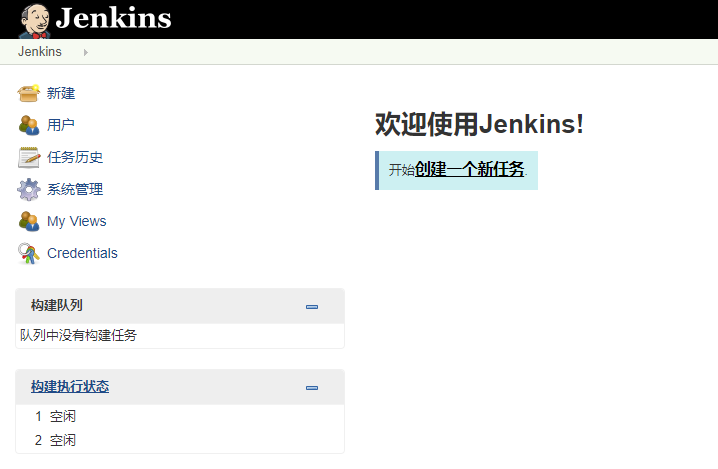 Jenkins
Jenkins
新建
用户
任务历史
系统管理
My Views
Credentials
构建队列
队列中没有构建任务
构建执行状态
1 空闲
2 空闲
欢迎使用Jenkins!
开始创建一个新任务.